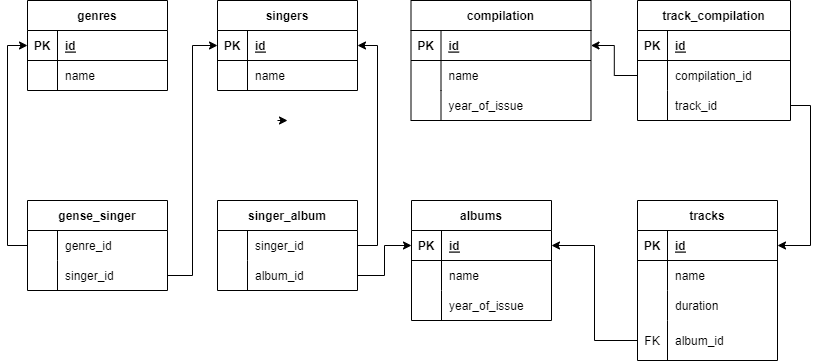 genres
PK id
name
singers
PK id
name
compilation
PK id
name
year_of_issue
track_compilation
PK id
compilation_id
track_id
gense_singer
genre_id
singer_id
singer_album
singer_id
album_id
albums
PK id
name
year_of_issue
tracks
PK id
name
duration
FK album_id